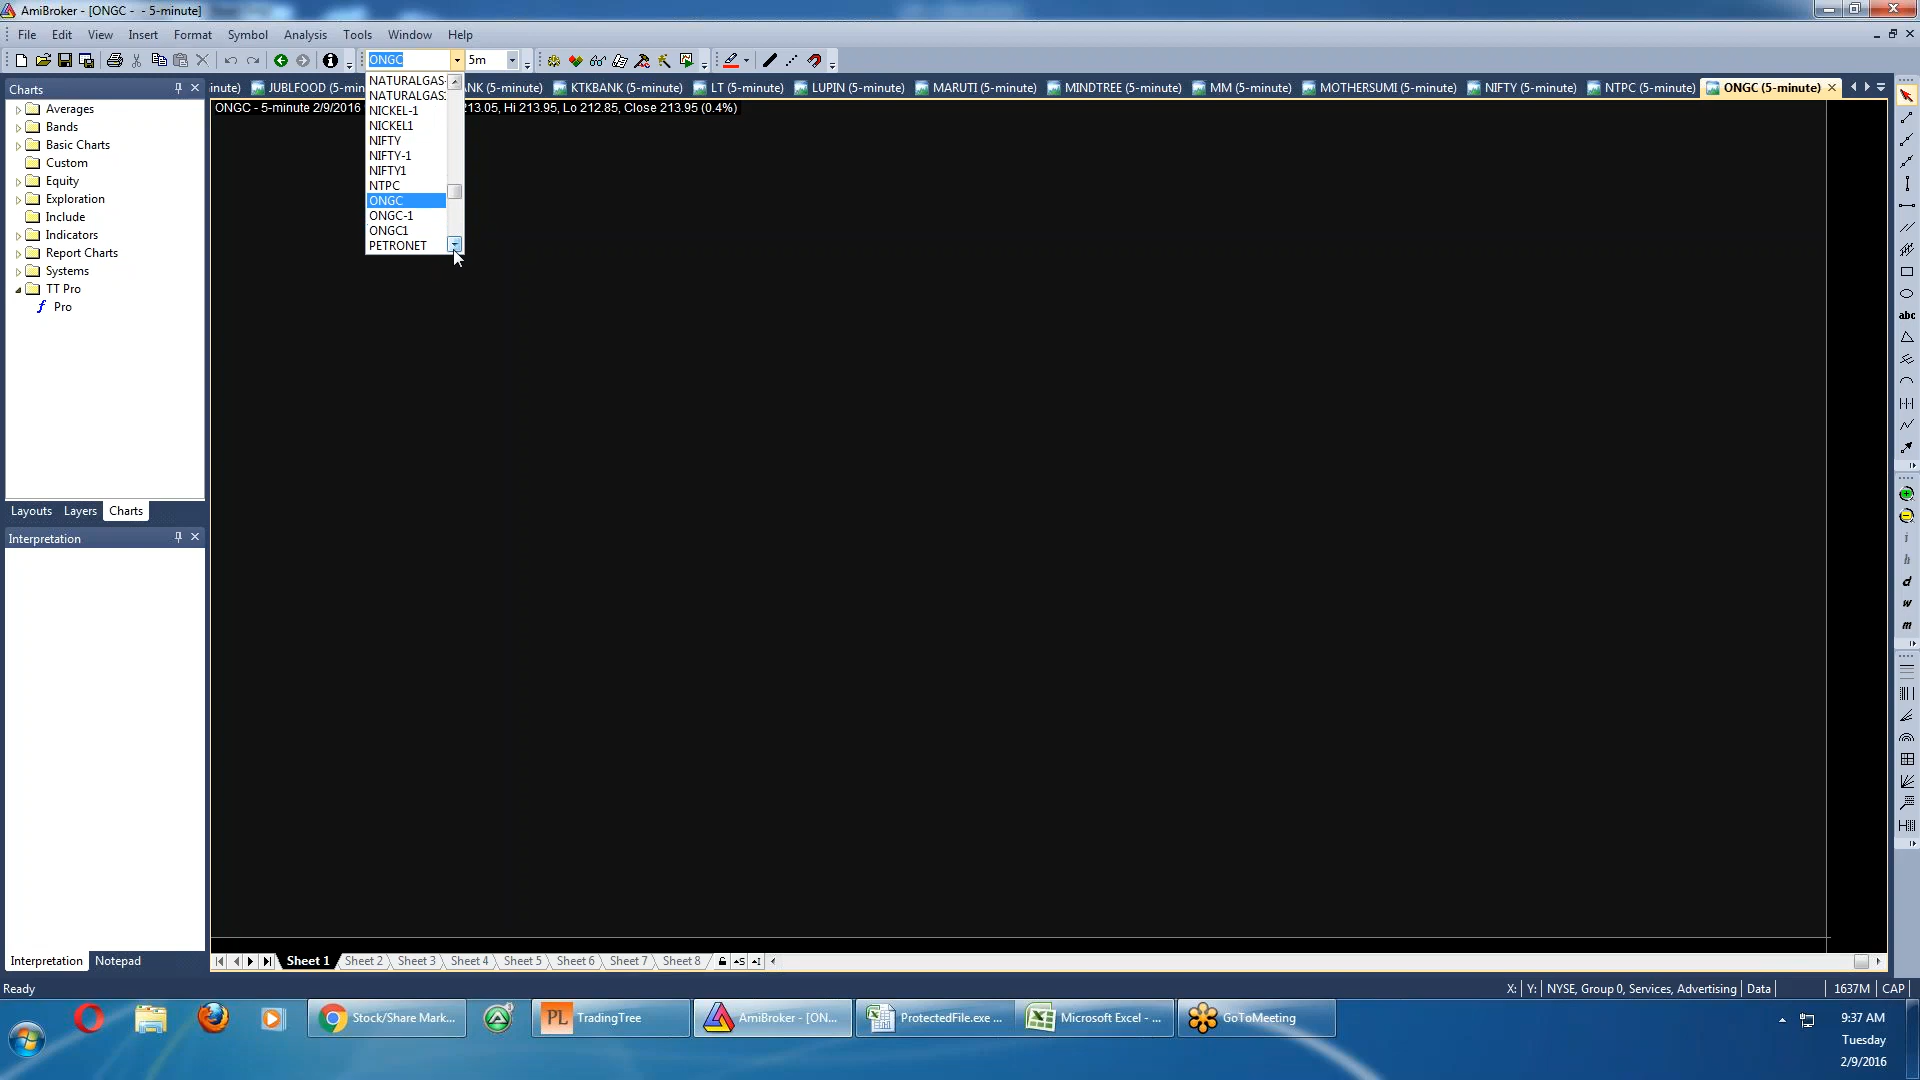 AmiBroker - [ONGC - - 5-minute]
File Edit View Insert Format Symbol Analysis Tools Window Help
ONGC 5m
Charts
inute) JUBLFOOD (5-min ANK (5-minute) KTKBANK (5-minute) LT (5-minute) LUPIN (5-minute) MARUTI (5-minute) MINDTREE (5-minute) MM (5-minute) MOTHERSUMI (5-minute) NIFTY (5-minute) NTPC (5-minute) ONGC (5-minute)
ONGC - 5-minute 2/9/2016 213.05, Hi 213.95, Lo 212.85, Close 213.95 (0.4%)
NATURALGAS-
NATURALGAS
NICKEL-1
NICKEL1
NIFTY
NIFTY-1
NIFTY1
NTPC
ONGC
ONGC-1
ONGC1
PETRONET
Averages
Bands
Basic Charts
Custom
Equity
Exploration
Include
Indicators
Report Charts
Systems
TT Pro
Pro
Layouts Layers Charts
Interpretation
Interpretation Notepad
abc
i
h
d
w
m
Sheet 1 Sheet 2 Sheet 3 Sheet 4 Sheet 5 Sheet 6 Sheet 7 Sheet 8
Ready
X: Y: NYSE, Group 0, Services, Advertising Data 1637M CAP
Stock/Share Mark...
PL TradingTree
AmiBroker - [ON...
ProtectedFile.exe ...
Microsoft Excel - ...
GoToMeeting
9:37 AM
Tuesday
2/9/2016